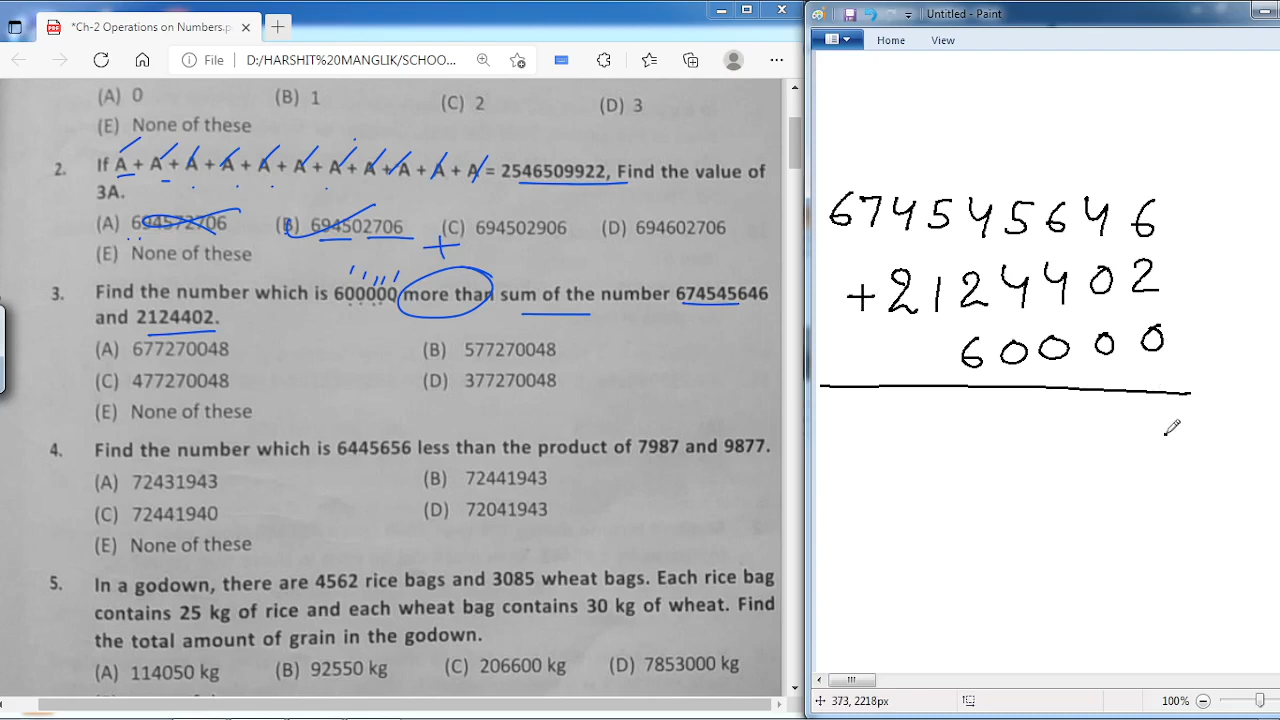 *Ch-2 Operations on Numbers.p
Untitled - Paint
File D:/HARSHIT%20MANGLIK/SCHOO...
Home View
(A) 0 (B) 1 (C) 2 (D) 3
(E) None of these
2. If A + A + A + A + A + A + A + A + A + A + A = 2546509922, Find the value of
3A.
(A) 694572706 (B) 694502706 (C) 694502906 (D) 694602706
(E) None of these
3. Find the number which is 600000 more than sum of the number 674545646
and 2124402.
(A) 677270048 (B) 577270048
(C) 477270048 (D) 377270048
(E) None of these
4. Find the number which is 6445656 less than the product of 7987 and 9877.
(A) 72431943 (B) 72441943
(C) 72441940 (D) 72041943
(E) None of these
5. In a godown, there are 4562 rice bags and 3085 wheat bags. Each rice bag
contains 25 kg of rice and each wheat bag contains 30 kg of wheat. Find
the total amount of grain in the godown.
(A) 114050 kg (B) 92550 kg (C) 206600 kg (D) 7853000 kg
674545646
+2124402
60000
373, 2218px
100%